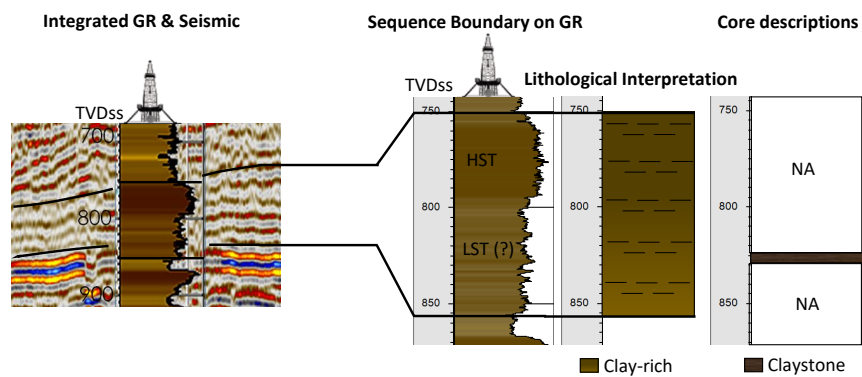 Integrated GR & Seismic
Sequence Boundary on GR
Core descriptions
TVDss
700
800
900
TVDss
Lithological Interpretation
750
800
850
HST
LST (?)
750
800
850
750
800
850
NA
NA
Clay-rich
Claystone